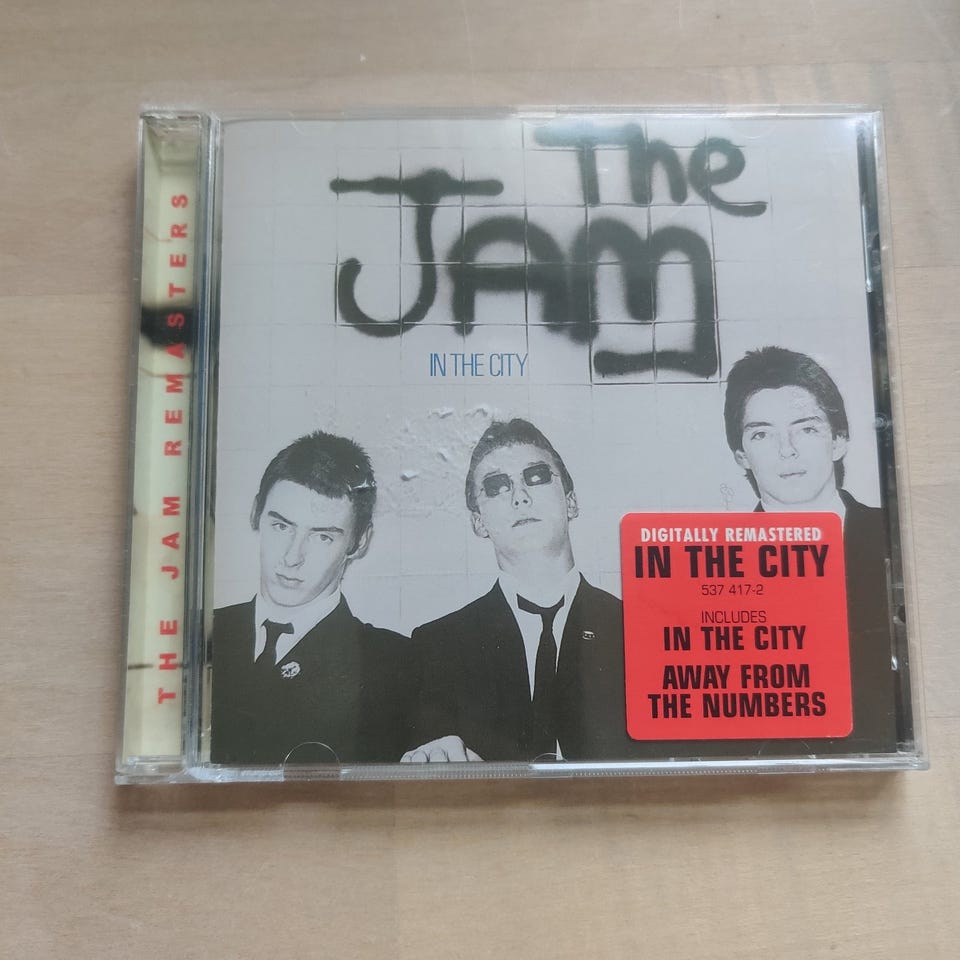 THE JAM REMASTERS
The
JAM
IN THE CITY
DIGITALLY REMASTERED
IN THE CITY
537 417-2
INCLUDES
IN THE CITY
AWAY FROM
THE NUMBERS